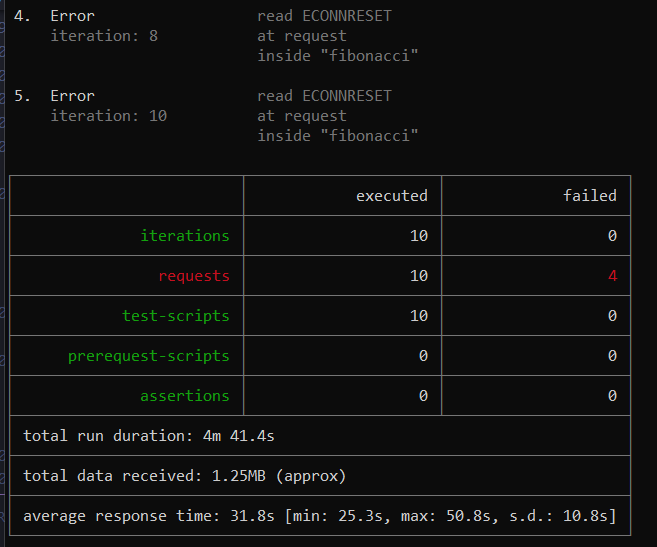 4. Error read ECONNRESET
iteration: 8 at request
inside "fibonacci"
5. Error read ECONNRESET
iteration: 10 at request
inside "fibonacci"
executed failed
iterations 10 0
requests 10 4
test-scripts 10 0
prerequest-scripts 0 0
assertions 0 0
total run duration: 4m 41.4s
total data received: 1.25MB (approx)
average response time: 31.8s [min: 25.3s, max: 50.8s, s.d.: 10.8s]